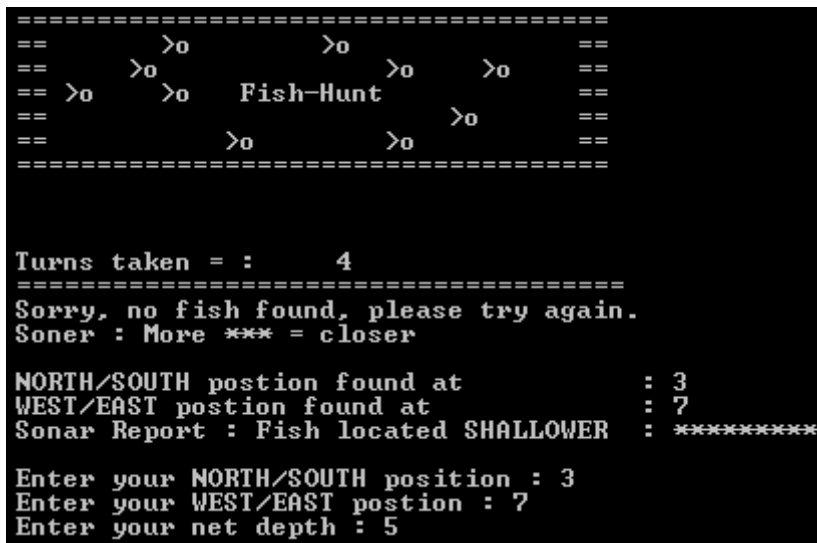 =====================================
==       >o        >o              ==
==     >o              >o    >o    ==
== >o    >o   Fish-Hunt            ==
==                         >o      ==
==           >o        >o          ==
=====================================
Turns taken = :     4
======================================
Sorry, no fish found, please try again.
Soner : More *** = closer
NORTH/SOUTH postion found at           : 3
WEST/EAST postion found at             : 7
Sonar Report : Fish located SHALLOWER  : *********
Enter your NORTH/SOUTH position : 3
Enter your WEST/EAST postion : 7
Enter your net depth : 5